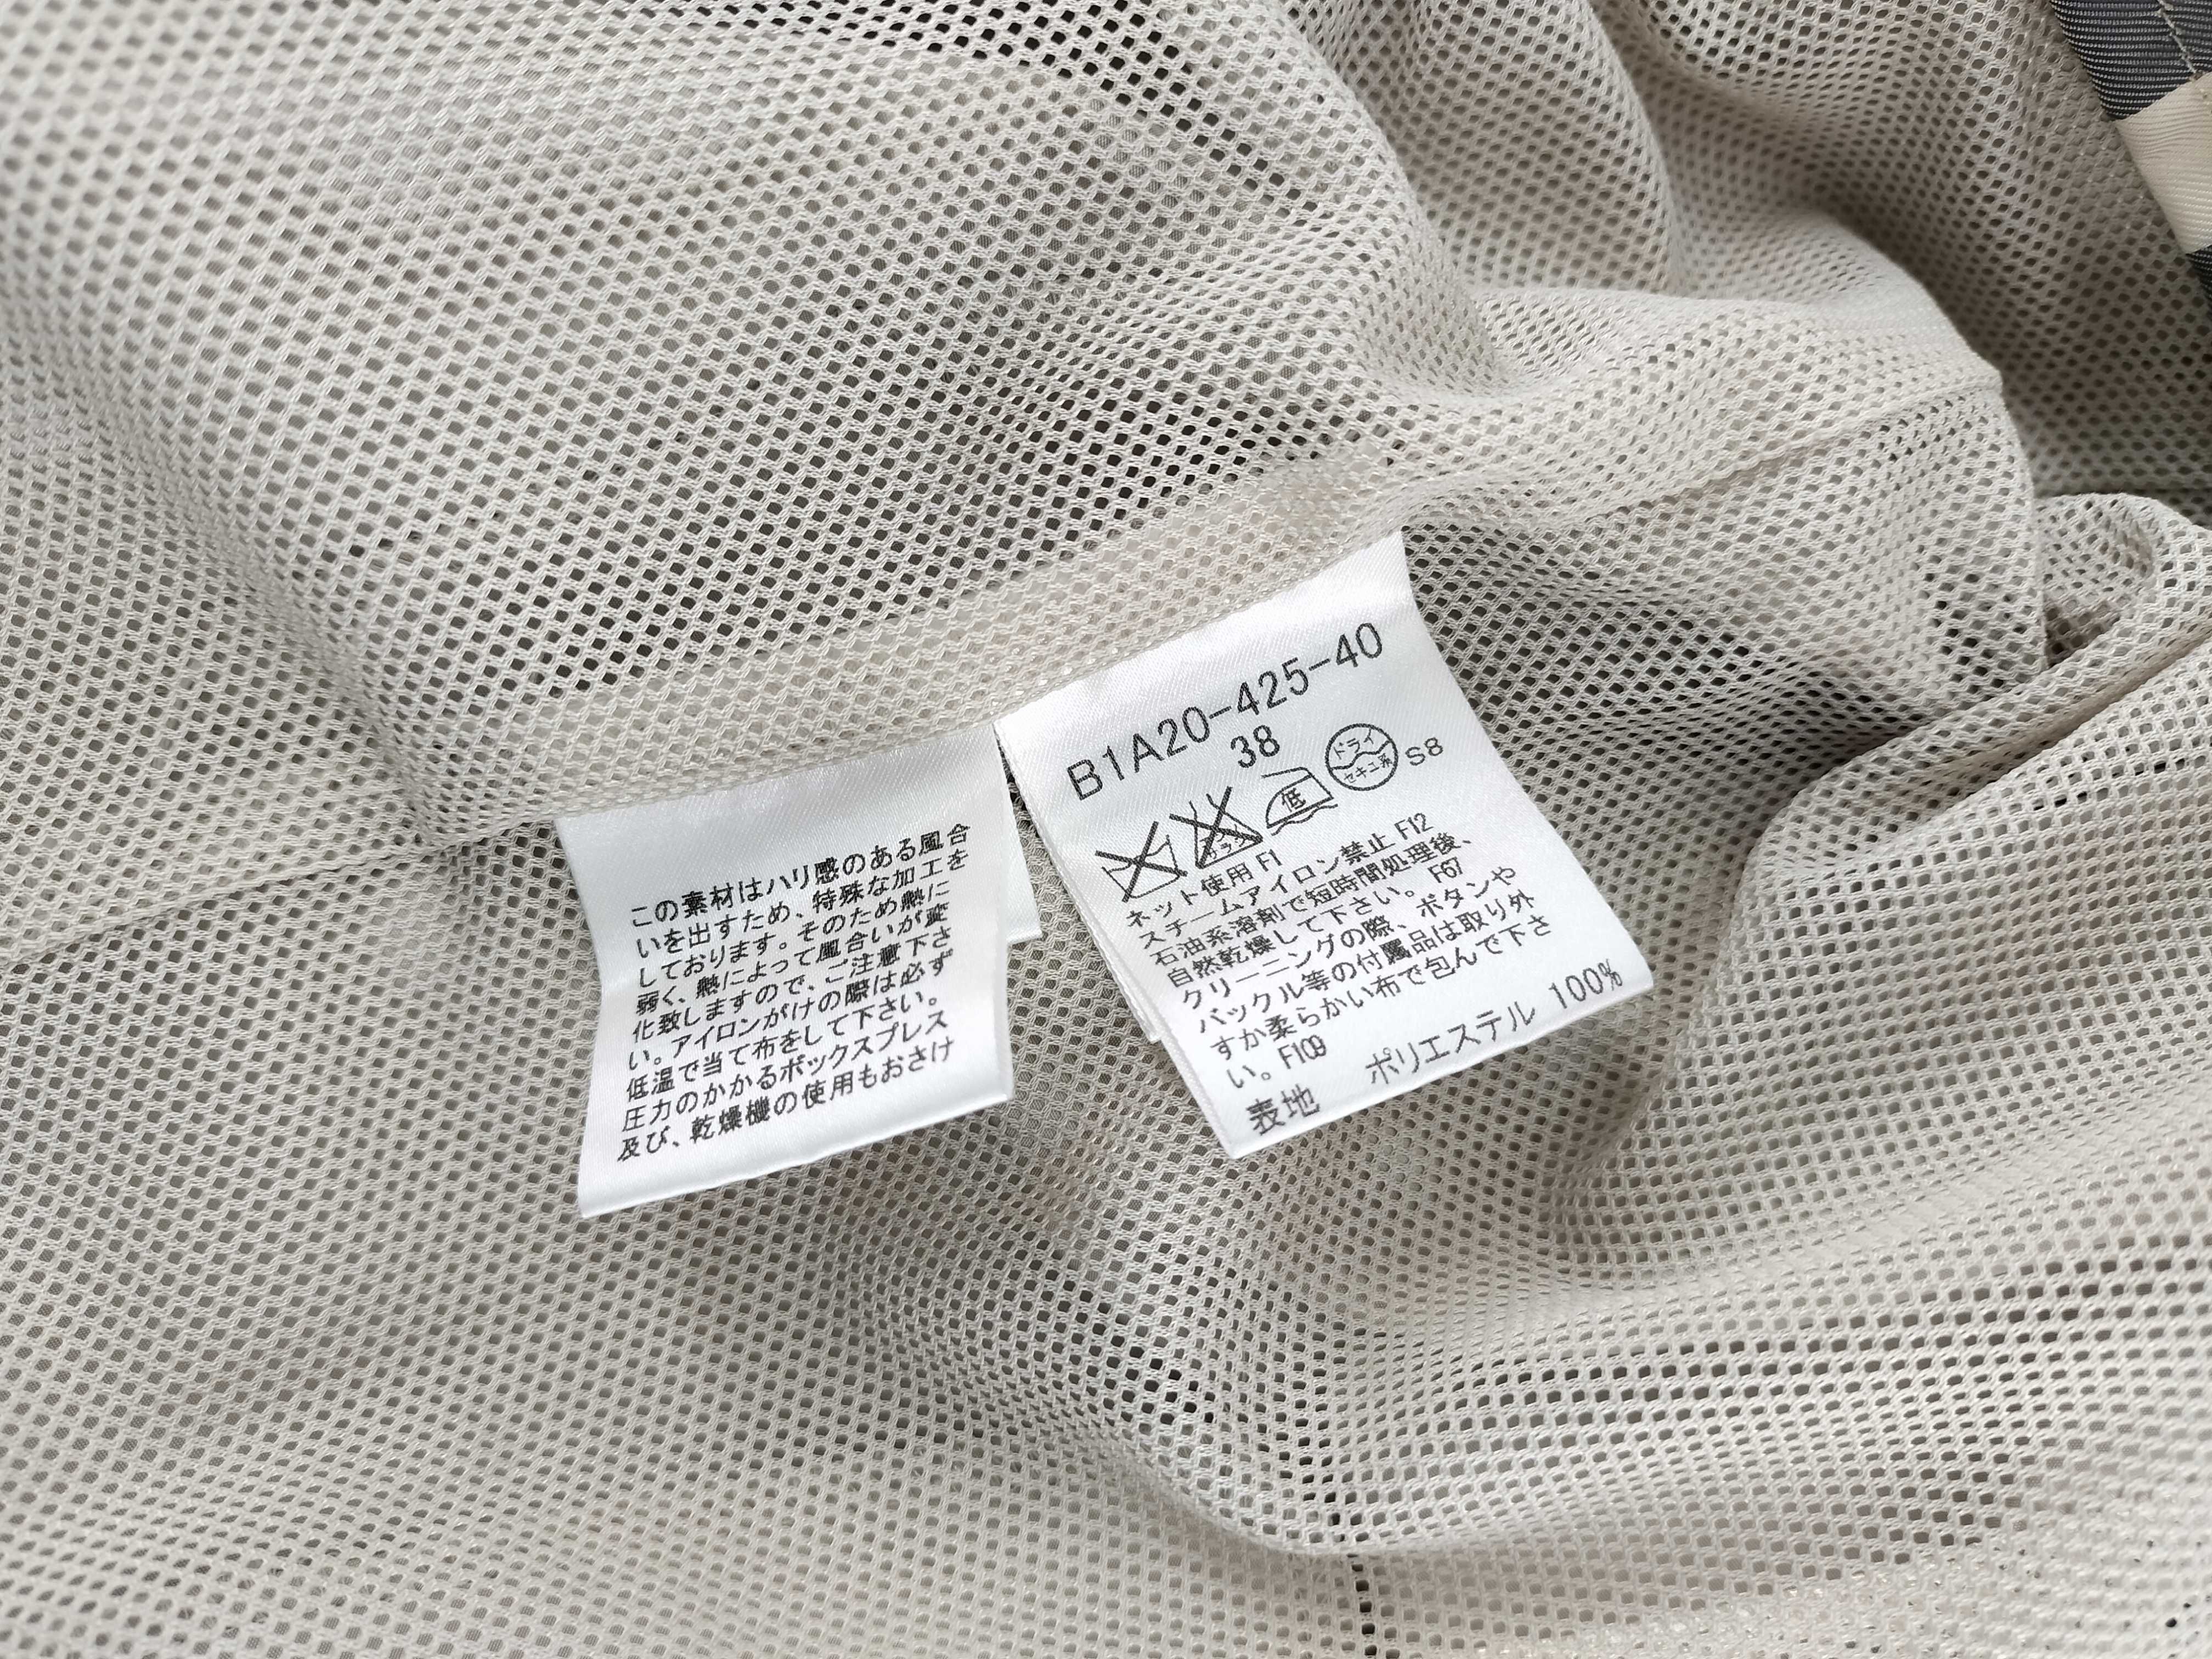 この素材はハリ感のある風合
いを出すため、特殊な加工を
しております。そのため熱に
弱く、熱によって風合いが変
化致しますので、ご注意下さ
い。アイロンがけの際は必ず
低温で当て布をして下さい。
圧力のかかるボックスプレス
及び、乾燥機の使用もおさけ
B1A20-425-40
38
低
ドライ
セキユ系
S8
ネット使用 F1
スチームアイロン禁止 F12
石油系溶剤で短時間処理後、
自然乾燥して下さい。 F67
クリーニングの際、ボタンや
バックル等の付属品は取り外
すか柔らかい布で包んで下さ
い。F109
表地 ポリエステル 100%